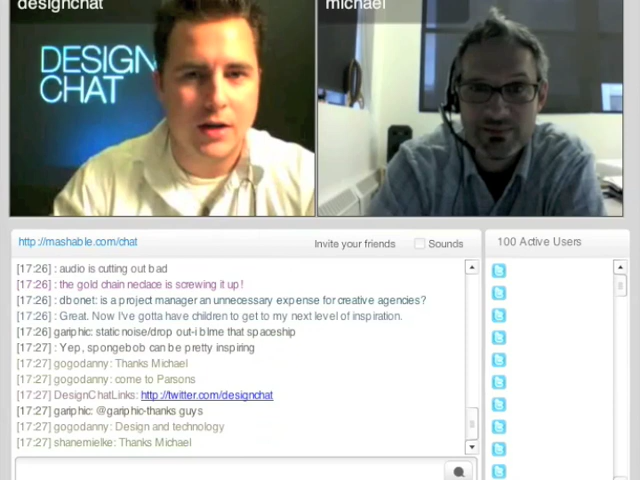 designchat
michael
DESIGN
CHAT
http://mashable.com/chat
Invite your friends
Sounds
100 Active Users
[17:26] : audio is cutting out bad
[17:26] : the gold chain neclace is screwing it up!
[17:26] : dbonet: is a project manager an unnecessary expense for creative agencies?
[17:26] : Great. Now I've gotta have children to get to my next level of inspiration.
[17:26] gariphic: static noise/drop out-i blme that spaceship
[17:27] : Yep, spongebob can be pretty inspiring
[17:27] gogodanny: Thanks Michael
[17:27] gogodanny: come to Parsons
[17:27] DesignChatLinks: http://twitter.com/designchat
[17:27] gariphic: @gariphic-thanks guys
[17:27] gogodanny: Design and technology
[17:27] shanemielke: Thanks Michael